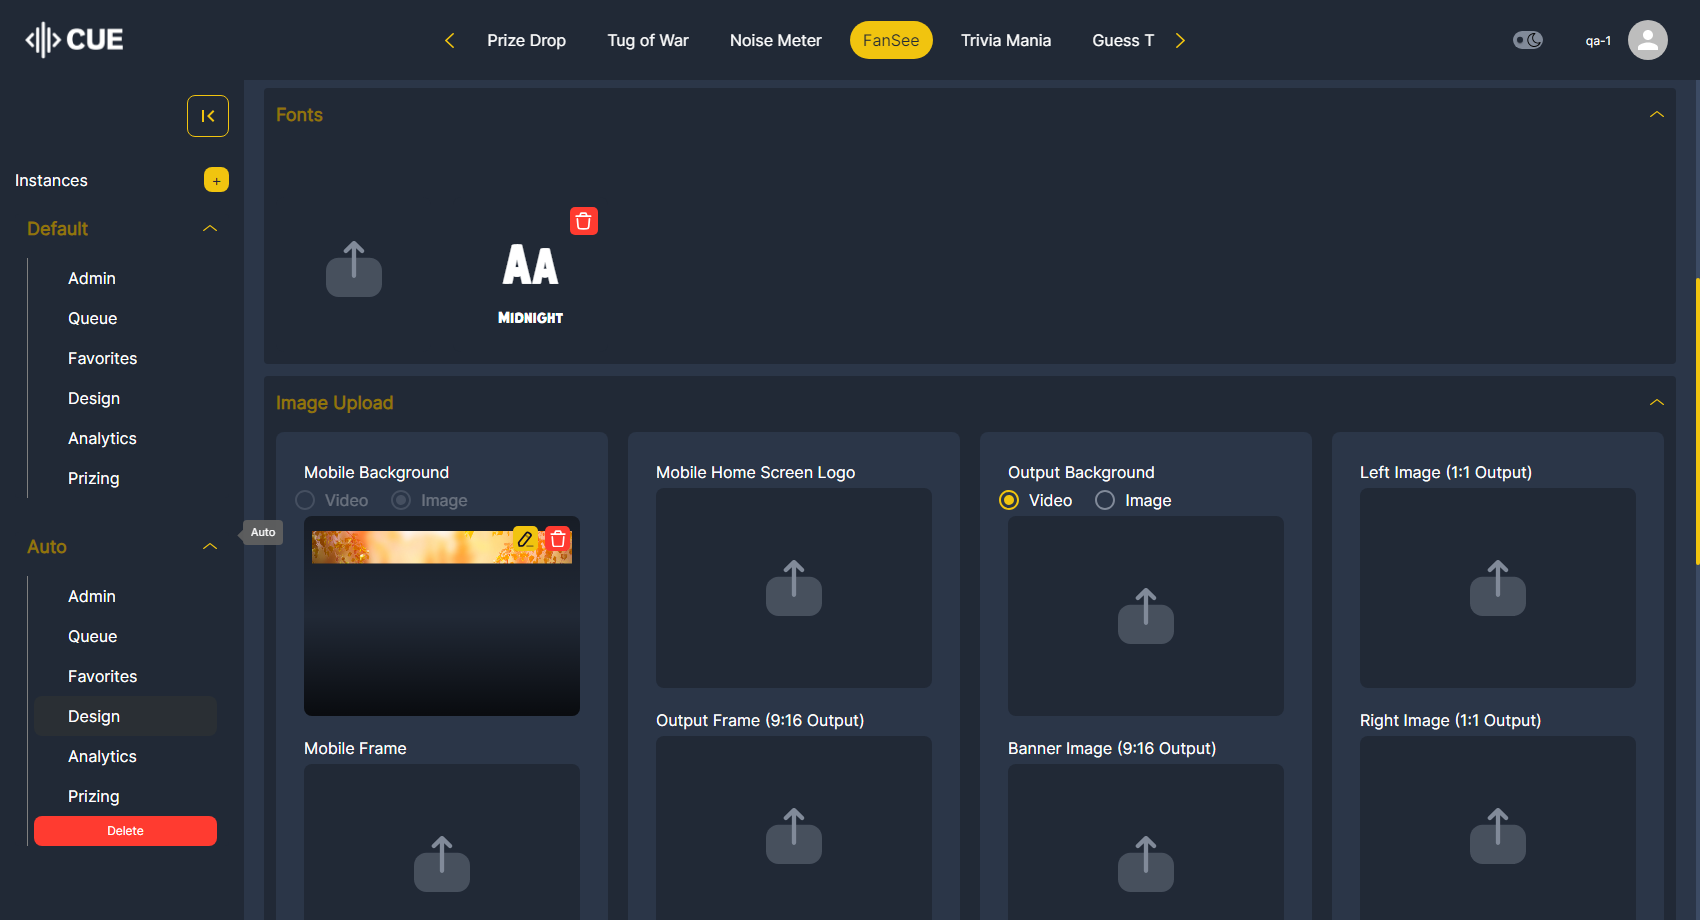 CUE
Prize Drop
Tug of War
Noise Meter
FanSee
Trivia Mania
Guess T
qa-1
Instances
+
Default
Admin
Queue
Favorites
Design
Analytics
Prizing
Auto
Auto
Admin
Queue
Favorites
Design
Analytics
Prizing
Delete
Fonts
AA
MIDNIGHT
Image Upload
Mobile Background
Video
Image
Mobile Frame
Mobile Home Screen Logo
Output Frame (9:16 Output)
Output Background
Video
Image
Banner Image (9:16 Output)
Left Image (1:1 Output)
Right Image (1:1 Output)